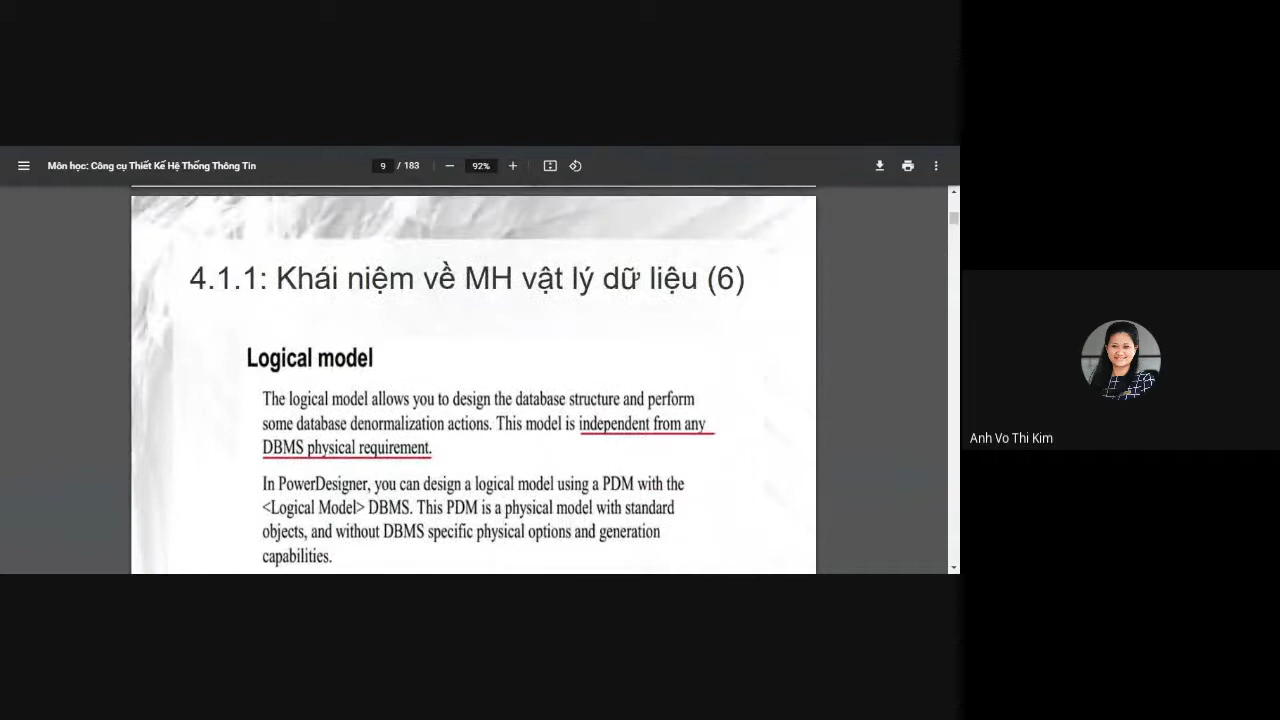 Môn học: Công cụ Thiết Kế Hệ Thống Thông Tin
9 / 183
92%
4.1.1: Khái niệm về MH vật lý dữ liệu (6)
Logical model
The logical model allows you to design the database structure and perform
some database denormalization actions. This model is independent from any
DBMS physical requirement.
In PowerDesigner, you can design a logical model using a PDM with the
<Logical Model> DBMS. This PDM is a physical model with standard
objects, and without DBMS specific physical options and generation
capabilities.
Anh Vo Thi Kim